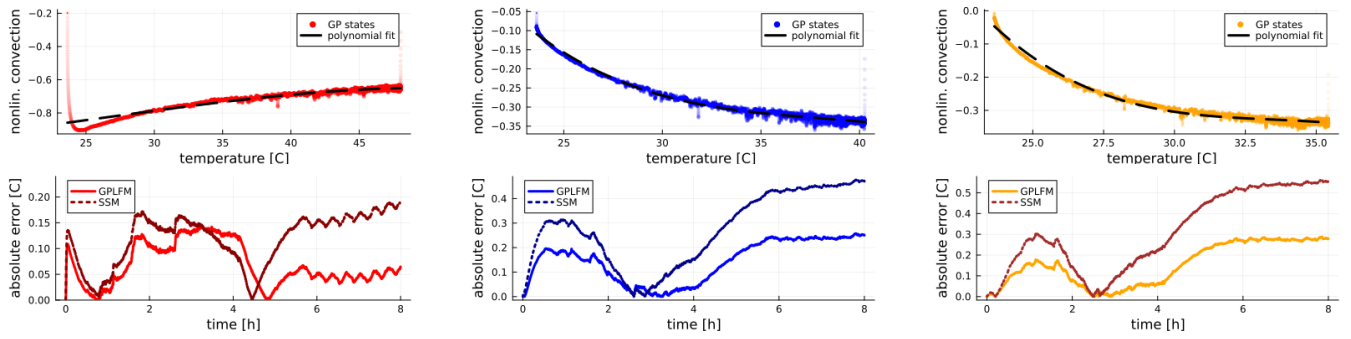 nonlin. convection
−0.2
−0.4
−0.6
−0.8
GP states
polynomial fit
25
30
35
40
45
temperature [C]
nonlin. convection
−0.05
−0.10
−0.15
−0.20
−0.25
−0.30
−0.35
GP states
polynomial fit
25
30
35
40
temperature [C]
nonlin. convection
0.0
−0.1
−0.2
−0.3
GP states
polynomial fit
25.0
27.5
30.0
32.5
35.0
temperature [C]
absolute error [C]
0.20
0.15
0.10
0.05
0.00
GPLFM
SSM
0
2
4
6
8
time [h]
absolute error [C]
0.4
0.3
0.2
0.1
0.0
GPLFM
SSM
0
2
4
6
8
time [h]
absolute error [C]
0.5
0.4
0.3
0.2
0.1
0.0
GPLFM
SSM
0
2
4
6
8
time [h]